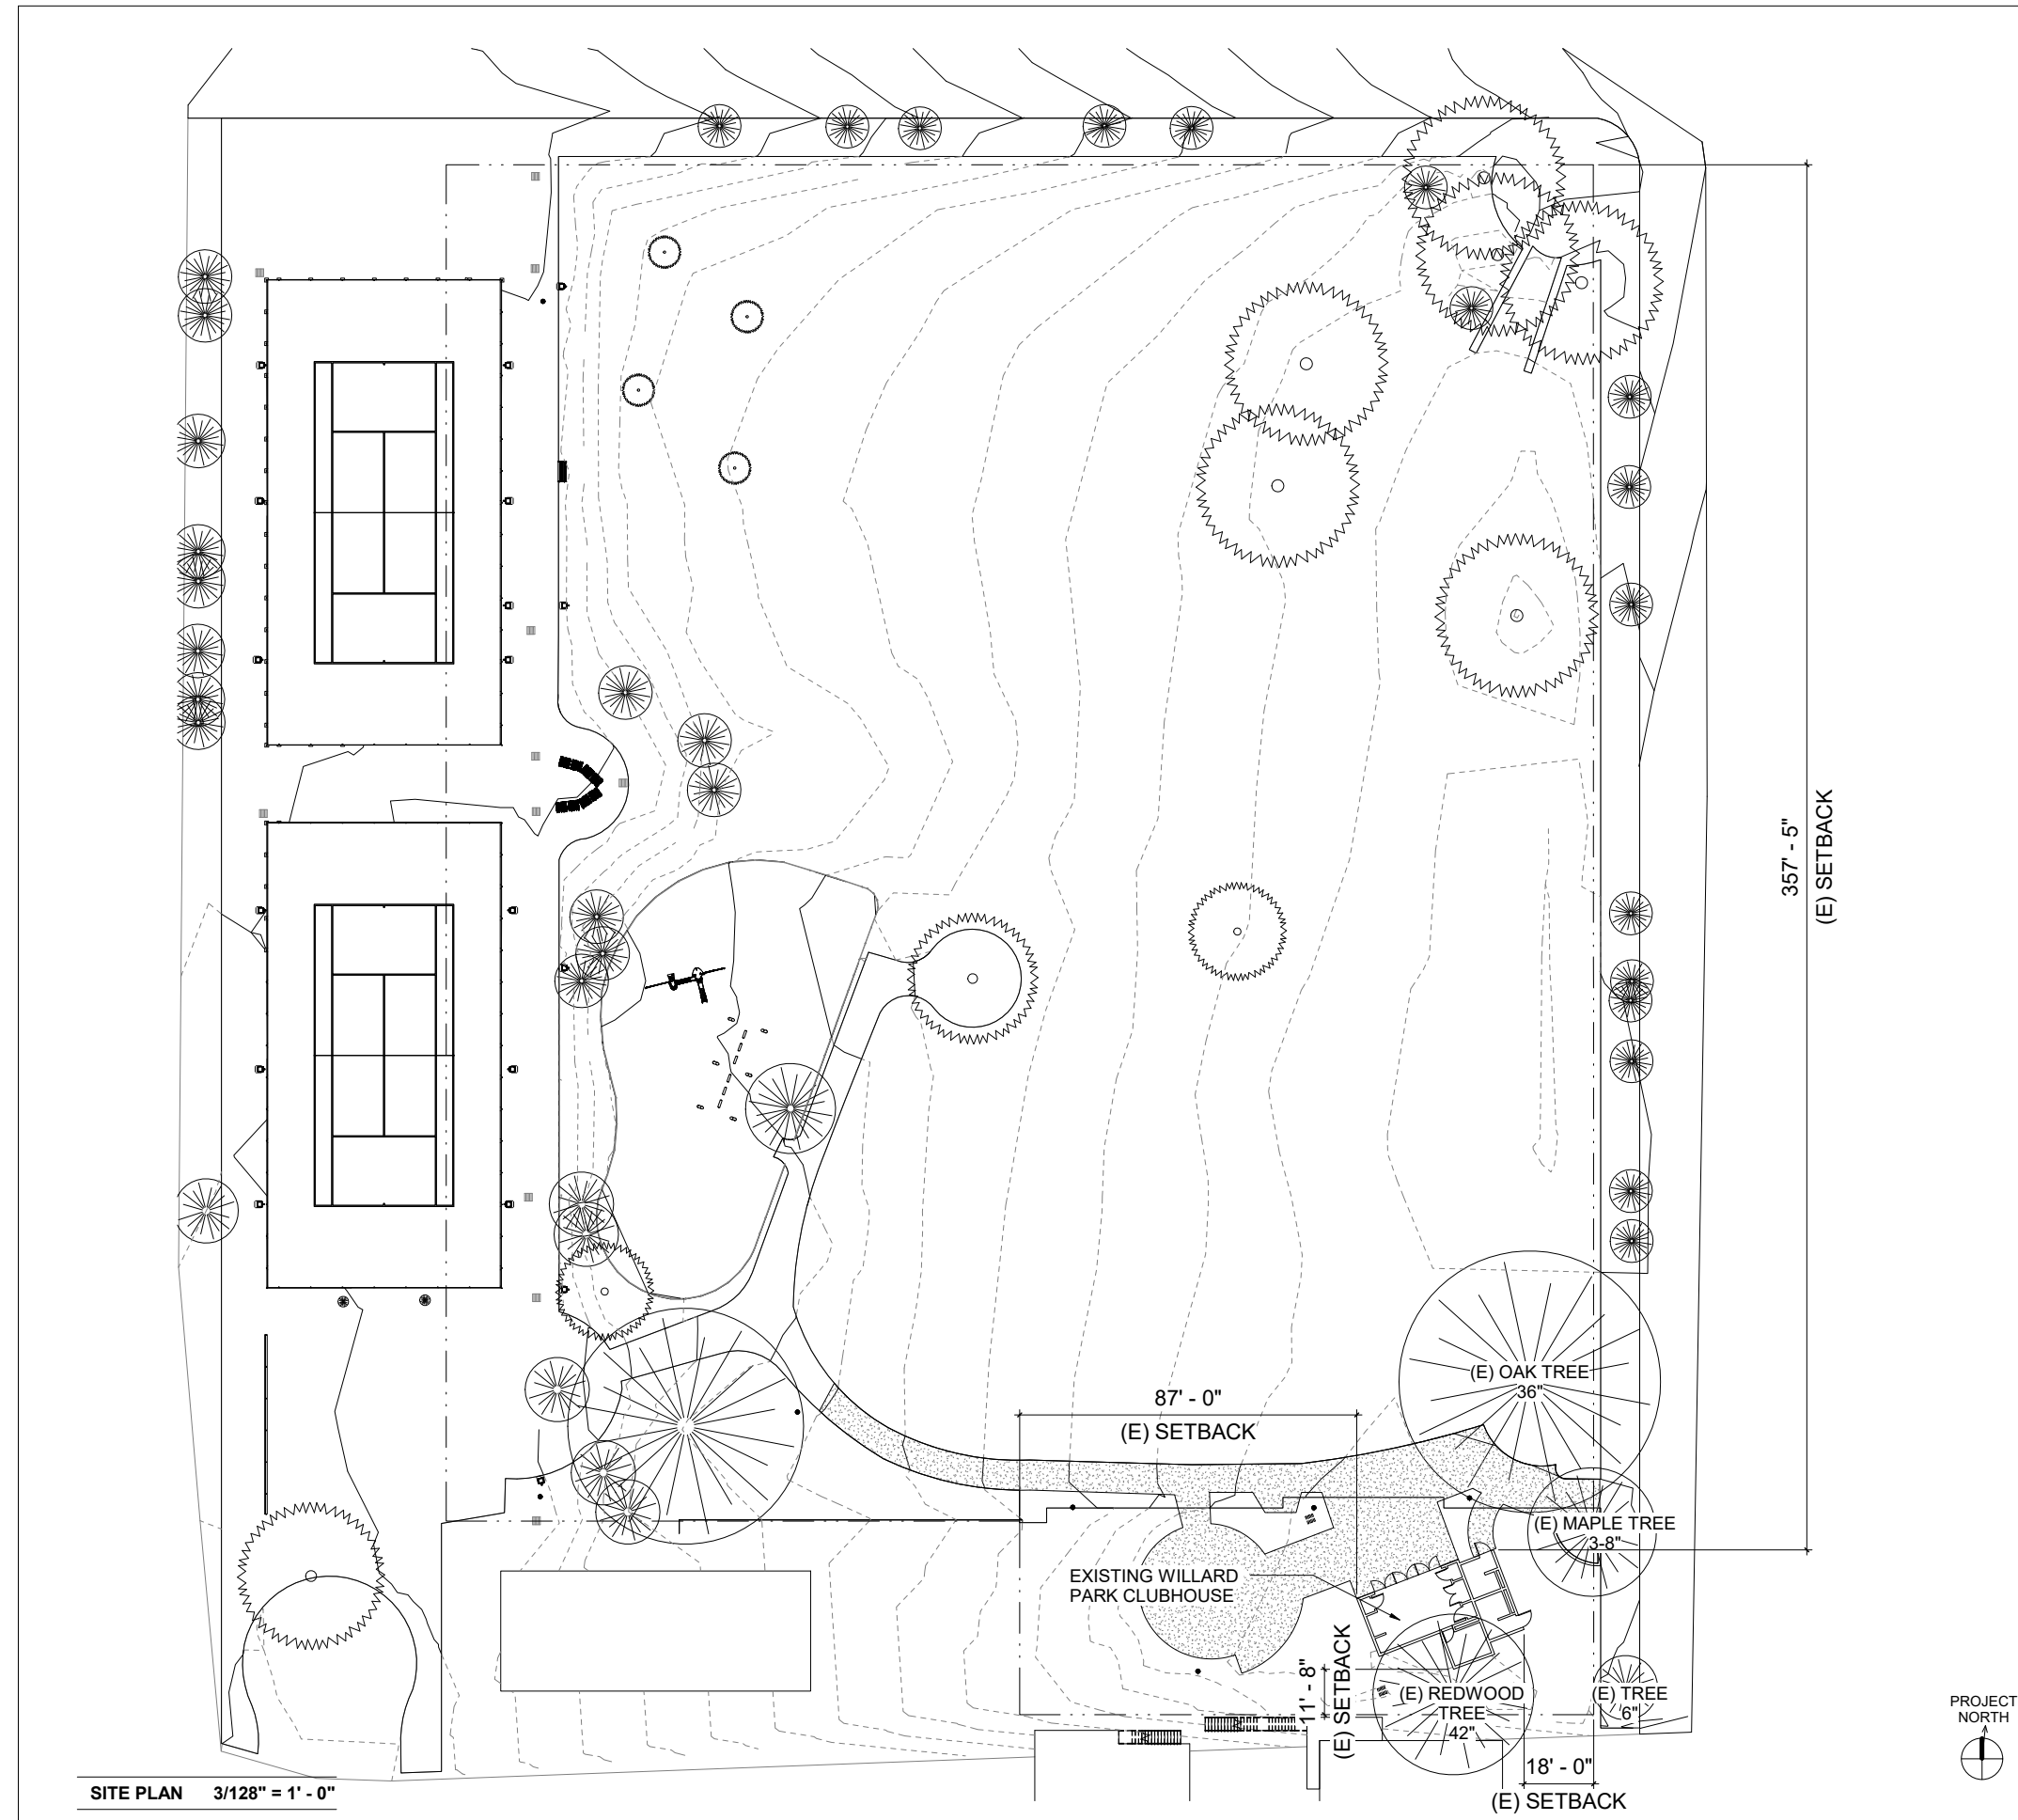 357' - 5"
(E) SETBACK
(E) OAK TREE
36"
87' - 0"
(E) SETBACK
(E) MAPLE TREE
3-8"
EXISTING WILLARD
PARK CLUBHOUSE
11' - 8"
(E) SETBACK
(E) REDWOOD
TREE
42"
(E) TREE
6"
18' - 0"
(E) SETBACK
PROJECT
NORTH
SITE PLAN 3/128" = 1' - 0"